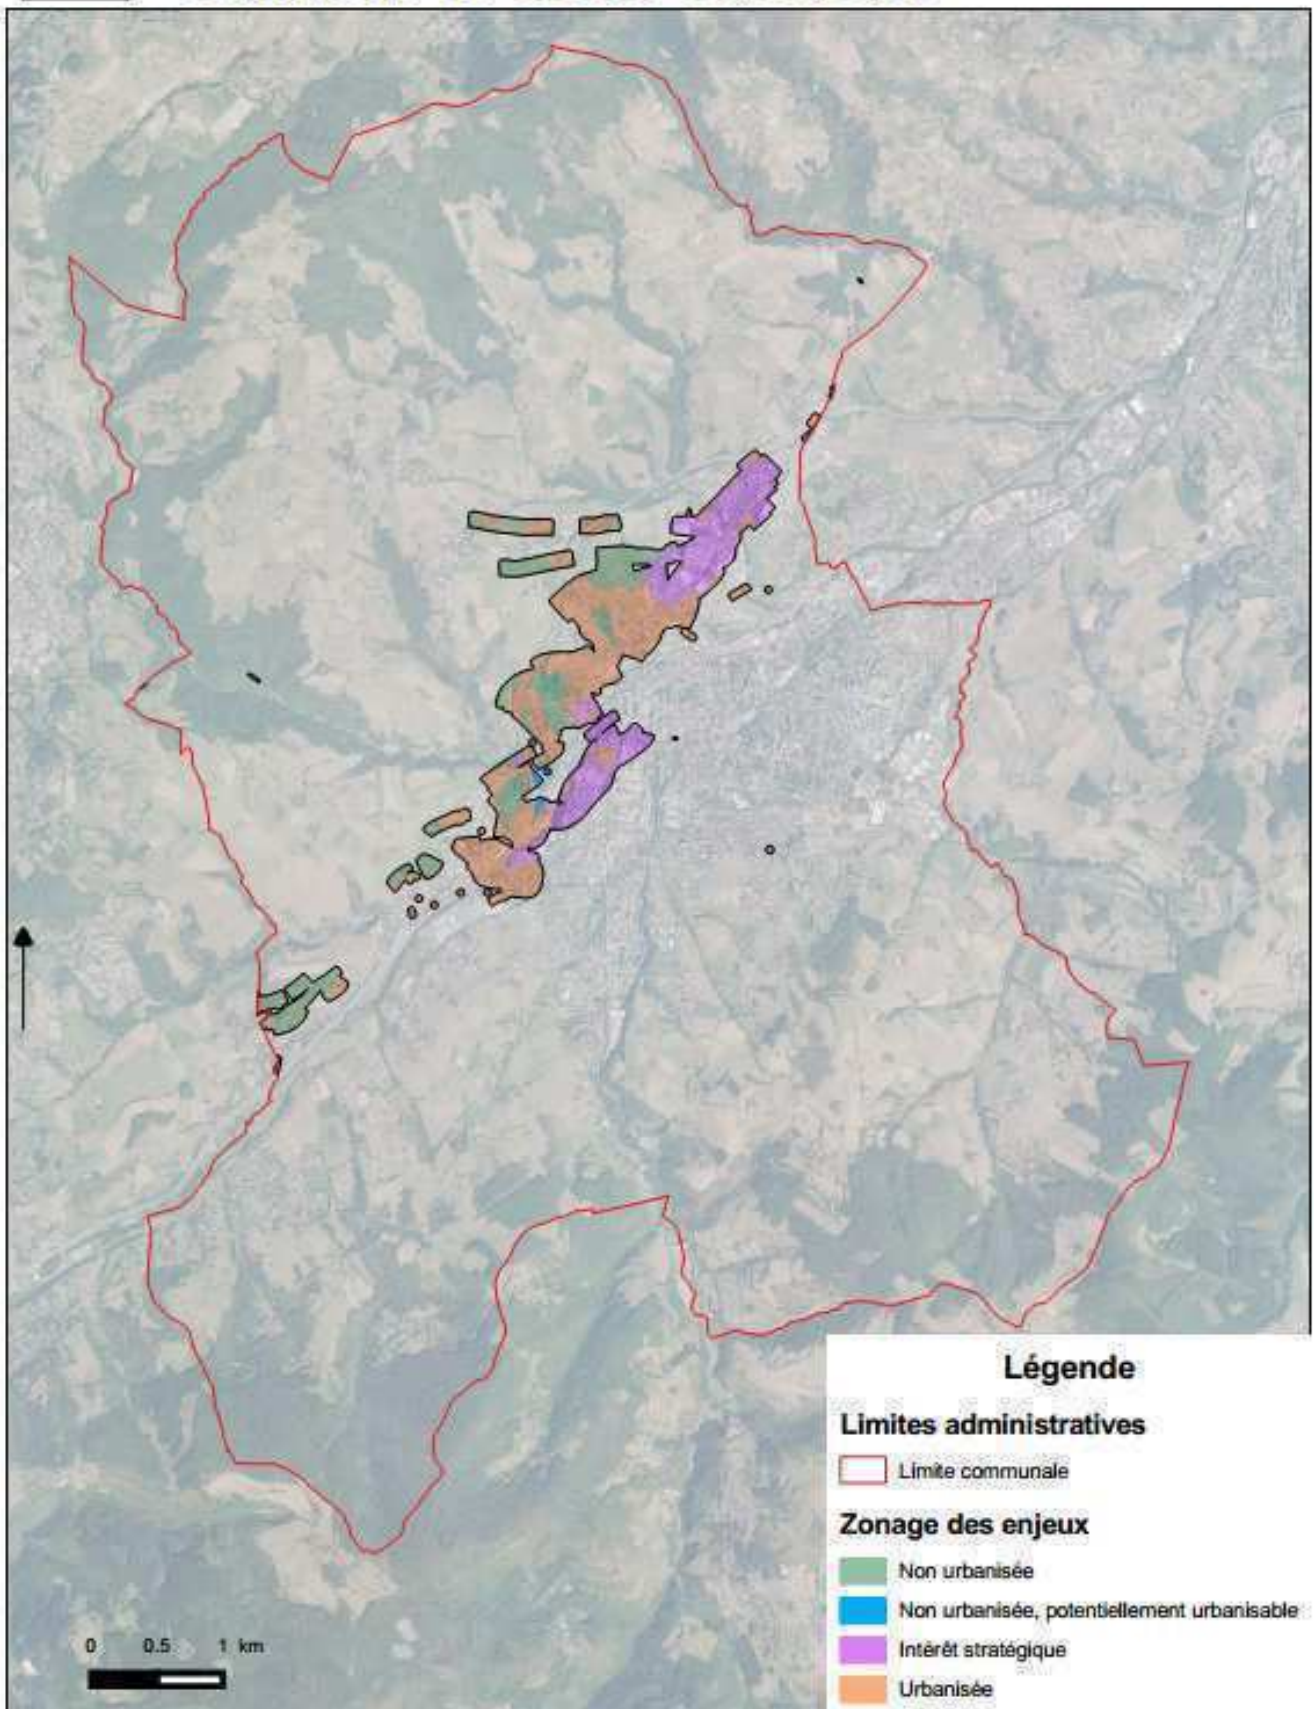 Légende
Limites administratives
Limite communale
Zonage des enjeux
Non urbanisée
Non urbanisée, potentiellement urbanisable
Intérêt stratégique
Urbanisée
0 0.5 1 km